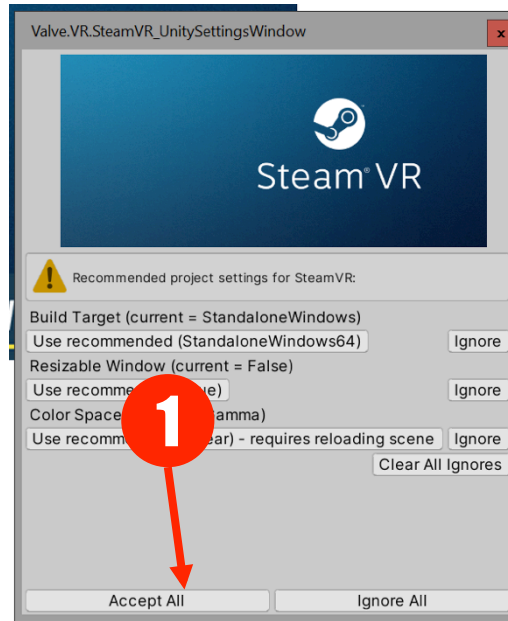 Valve.VR.SteamVR_UnitySettingsWindow
x
Steam® VR
Recommended project settings for SteamVR:
Build Target (current = StandaloneWindows)
Use recommended (StandaloneWindows64) Ignore
Resizable Window (current = False)
Use recomme ue) Ignore
Color Space amma)
1
Use recomm ear) - requires reloading scene Ignore
Clear All Ignores
Accept All Ignore All